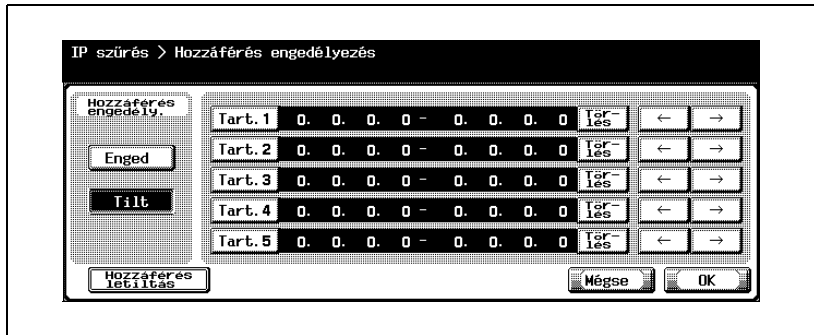 IP szűrés > Hozzáférés engedélyezés
Hozzáférés
engedély.
Enged
Tilt
Tart.1 0. 0. 0. 0 - 0. 0. 0. 0 Tör-
lés ← →
Tart.2 0. 0. 0. 0 - 0. 0. 0. 0 Tör-
lés ← →
Tart.3 0. 0. 0. 0 - 0. 0. 0. 0 Tör-
lés ← →
Tart.4 0. 0. 0. 0 - 0. 0. 0. 0 Tör-
lés ← →
Tart.5 0. 0. 0. 0 - 0. 0. 0. 0 Tör-
lés ← →
Hozzáférés
letiltás
Mégse OK